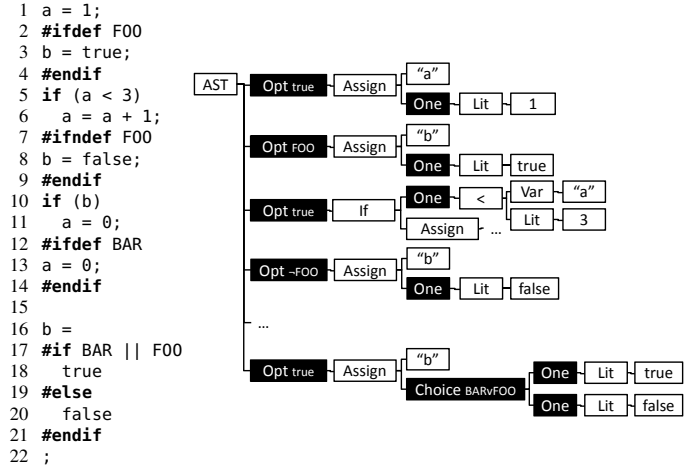 1 a = 1;
2 #ifdef FOO
3 b = true;
4 #endif
5 if (a < 3)
6 a = a + 1;
7 #ifndef FOO
8 b = false;
9 #endif
10 if (b)
11 a = 0;
12 #ifdef BAR
13 a = 0;
14 #endif
15
16 b =
17 #if BAR || FOO
18 true
19 #else
20 false
21 #endif
22 ;
AST
Opt true Assign “a”
One Lit 1
Opt FOO Assign “b”
One Lit true
Opt true If One < Var “a”
Lit 3
Assign ...
Opt ¬FOO Assign “b”
One Lit false
...
Opt true Assign “b”
Choice BAR∨FOO One Lit true
One Lit false